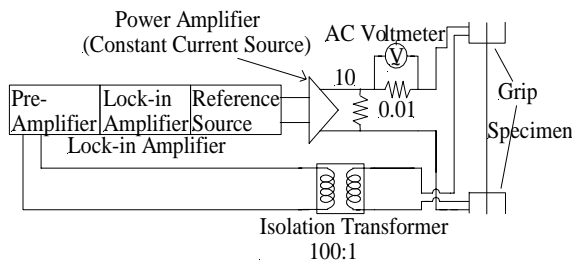 Power Amplifier
(Constant Current Source)
AC Voltmeter
V
10
0.01
Grip
Specimen
Pre-
Amplifier
Lock-in
Amplifier
Reference
Source
Lock-in Amplifier
Isolation Transformer
100:1